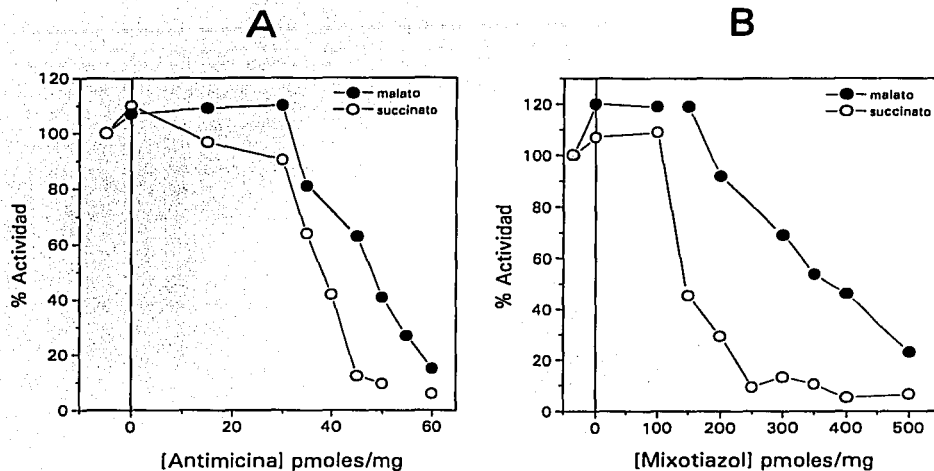 A
B
% Actividad
120
100
80
60
40
20
0
malato
succinato
0
20
40
60
[Antimicina] pmoles/mg
% Actividad
120
100
80
60
40
20
0
malato
succinato
0
100
200
300
400
500
[Mixotiazol] pmoles/mg